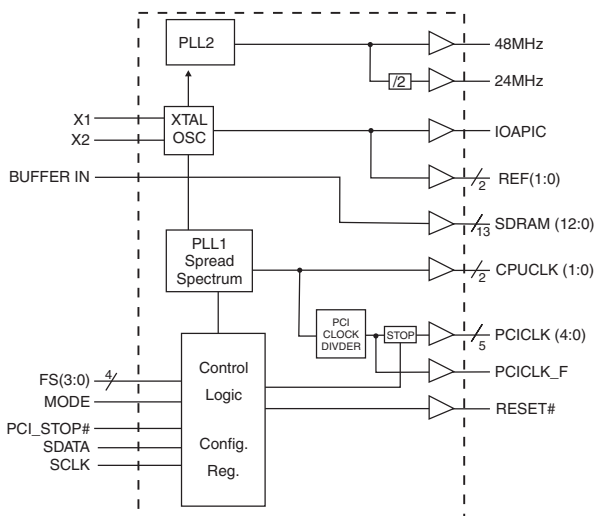 PLL2
48MHz
/2
24MHz
X1
X2
XTAL
OSC
IOAPIC
BUFFER IN
REF(1:0)
2
SDRAM (12:0)
13
PLL1
Spread
Spectrum
CPUCLK (1:0)
2
PCI
CLOCK
DIVDER
STOP
PCICLK (4:0)
5
PCICLK_F
Control
Logic
FS(3:0)
4
MODE
RESET#
PCI_STOP#
Config.
SDATA
Reg.
SCLK